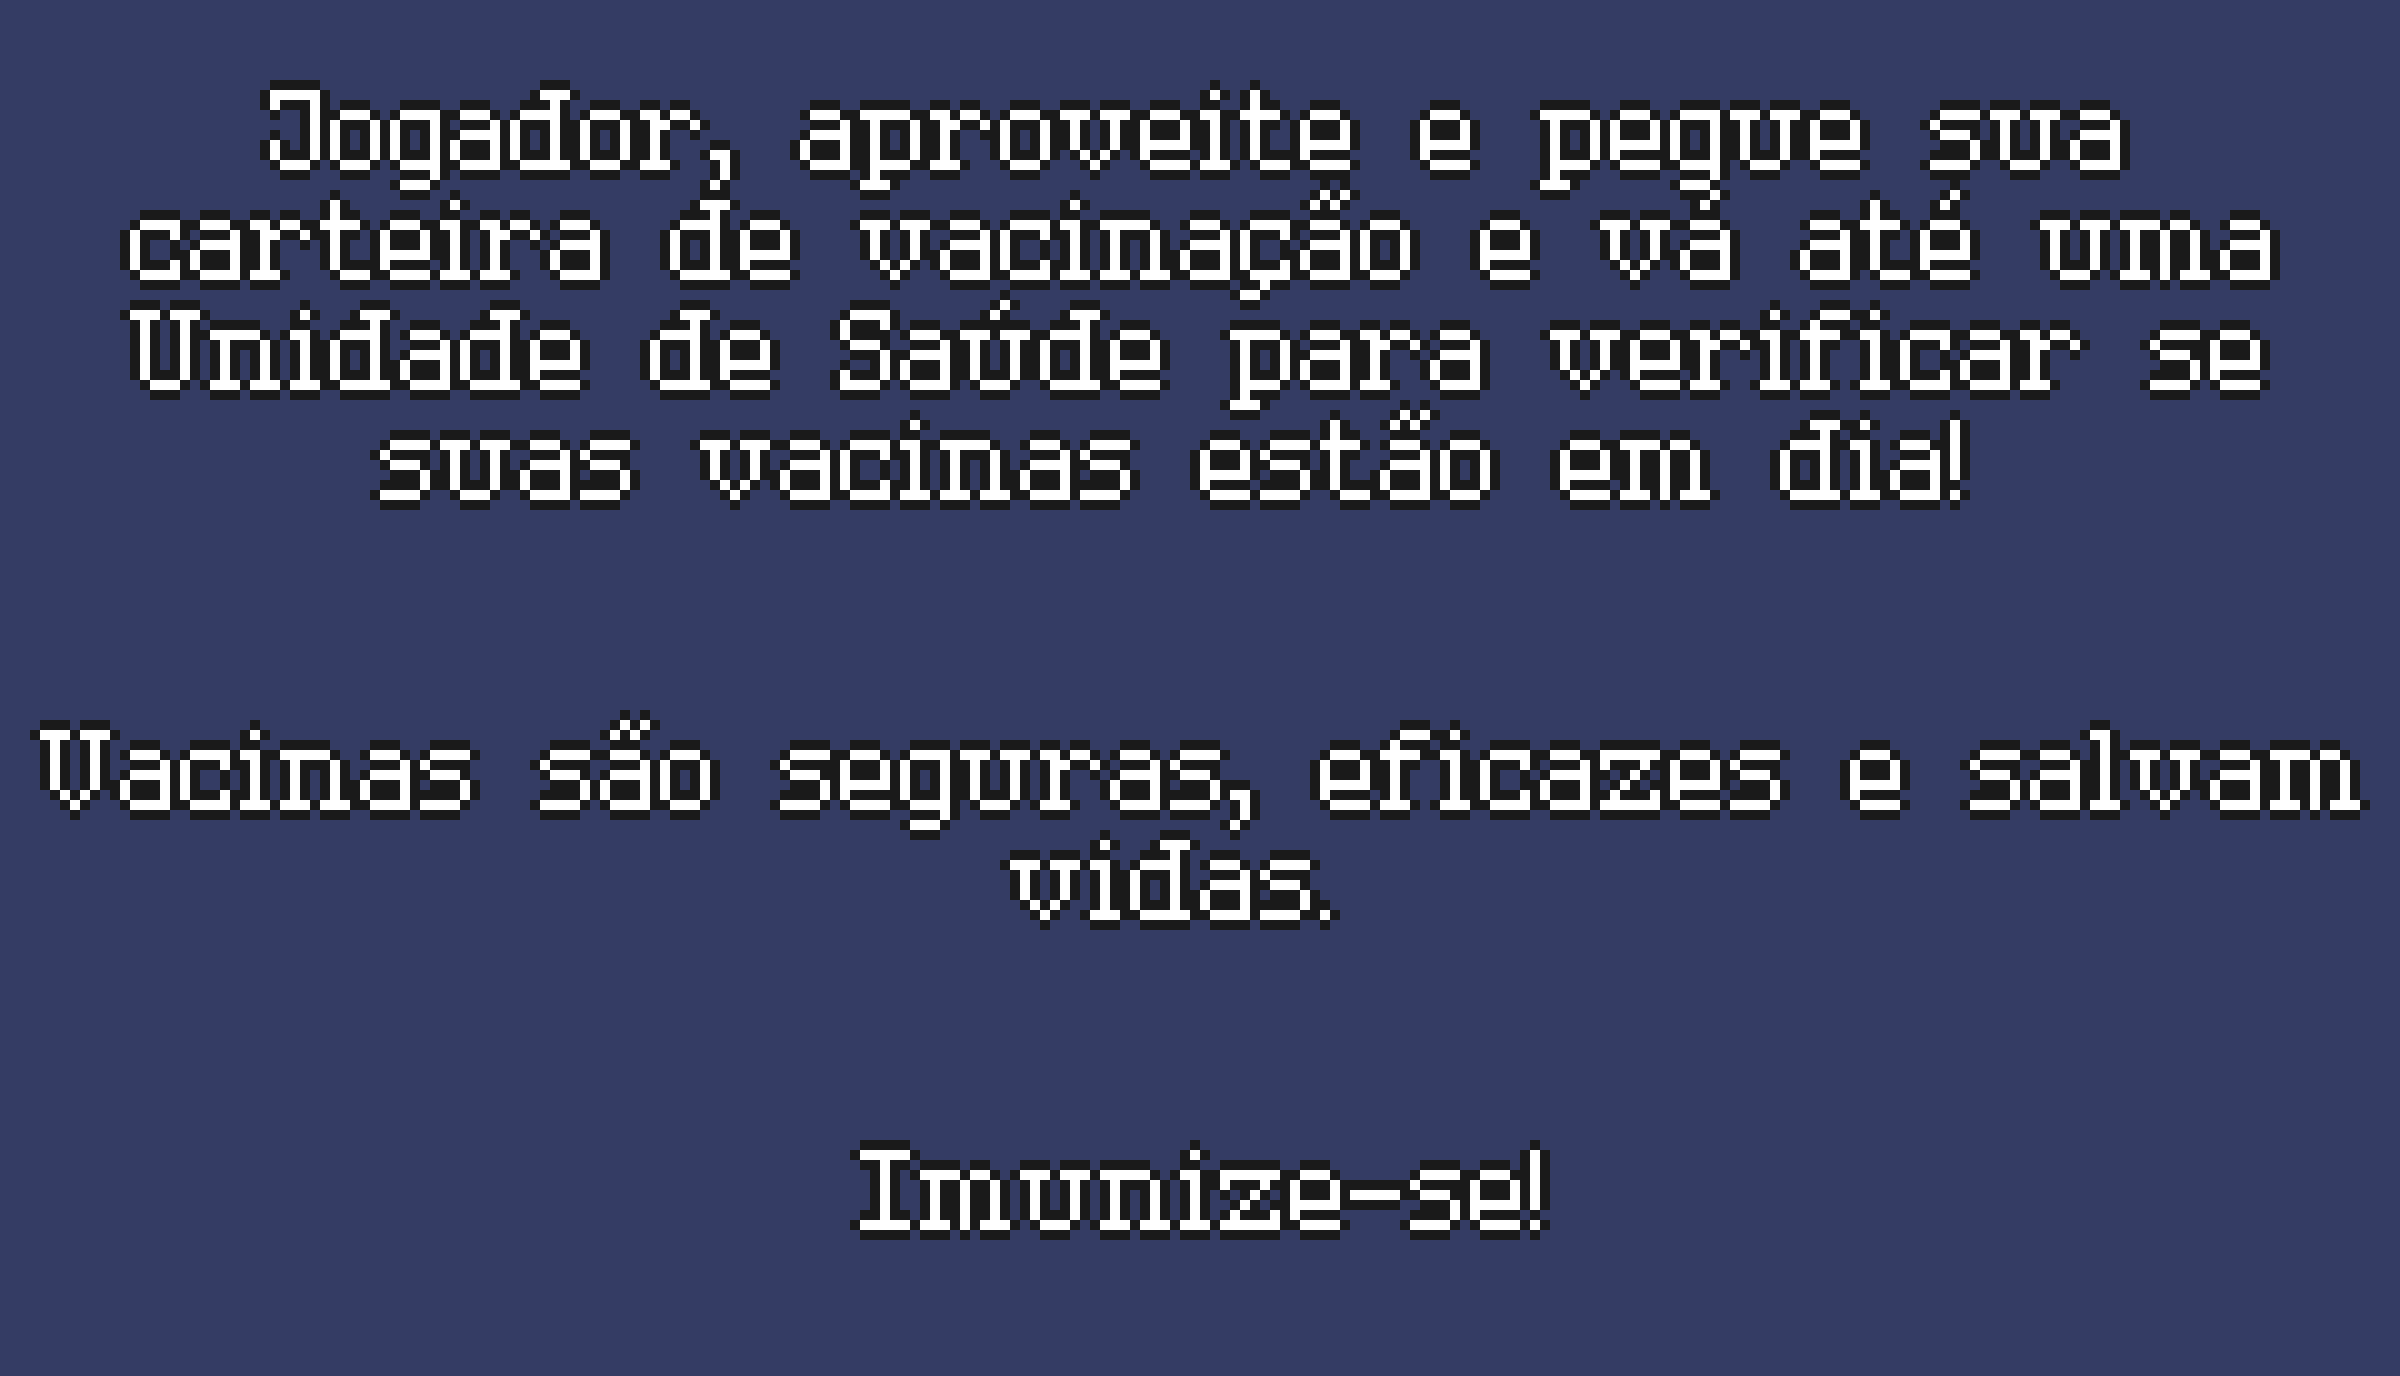 Jogador, aproveite e pegue sua
carteira de vacinação e vá até uma
Unidade de Saúde para verificar se
suas vacinas estão em dia!
Vacinas são seguras, eficazes e salvam
vidas.
Imunize-se!